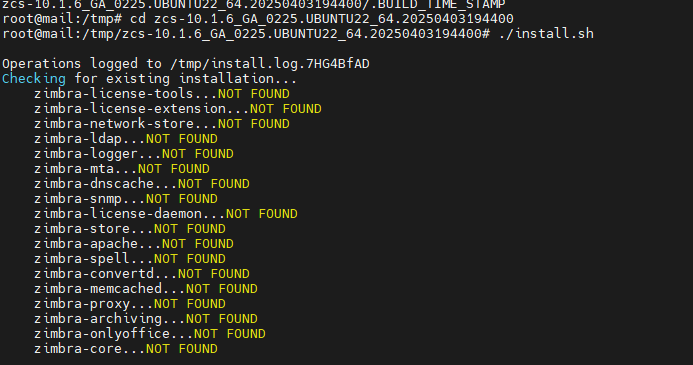 zcs-10.1.6_GA_0225.UBUNTU22_64.20250403194400/.BUILD_TIME_STAMP
root@mail:/tmp# cd zcs-10.1.6_GA_0225.UBUNTU22_64.20250403194400
root@mail:/tmp/zcs-10.1.6_GA_0225.UBUNTU22_64.20250403194400# ./install.sh
Operations logged to /tmp/install.log.7HG4BfAD
Checking for existing installation...
zimbra-license-tools...NOT FOUND
zimbra-license-extension...NOT FOUND
zimbra-network-store...NOT FOUND
zimbra-ldap...NOT FOUND
zimbra-logger...NOT FOUND
zimbra-mta...NOT FOUND
zimbra-dnscache...NOT FOUND
zimbra-snmp...NOT FOUND
zimbra-license-daemon...NOT FOUND
zimbra-store...NOT FOUND
zimbra-apache...NOT FOUND
zimbra-spell...NOT FOUND
zimbra-convertd...NOT FOUND
zimbra-memcached...NOT FOUND
zimbra-proxy...NOT FOUND
zimbra-archiving...NOT FOUND
zimbra-onlyoffice...NOT FOUND
zimbra-core...NOT FOUND